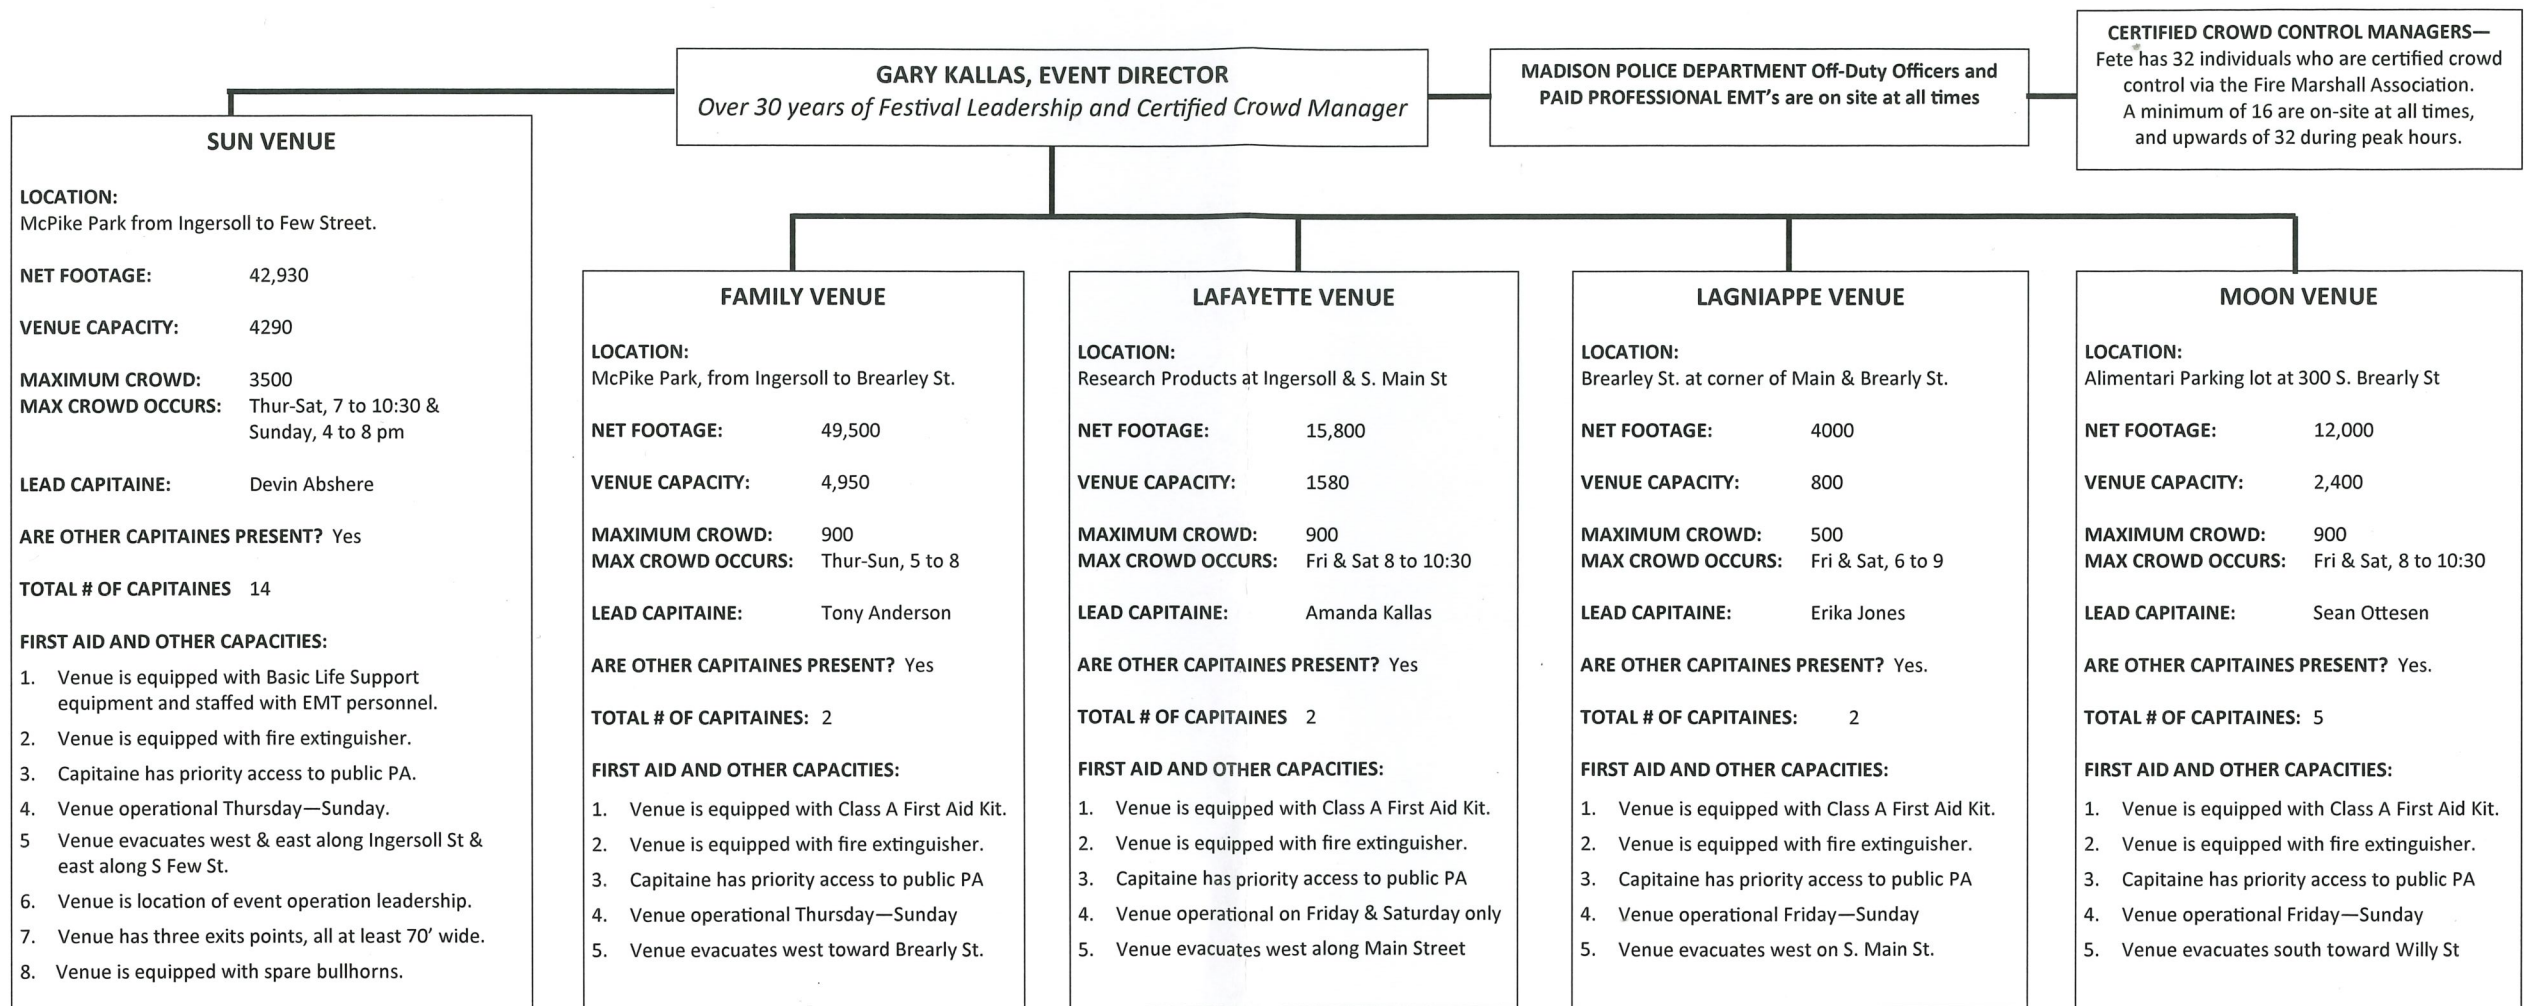 GARY KALLAS, EVENT DIRECTOR
Over 30 years of Festival Leadership and Certified Crowd Manager
MADISON POLICE DEPARTMENT Off-Duty Officers and
PAID PROFESSIONAL EMT's are on site at all times
CERTIFIED CROWD CONTROL MANAGERS—
Fete has 32 individuals who are certified crowd
control via the Fire Marshall Association.
A minimum of 16 are on-site at all times,
and upwards of 32 during peak hours.
SUN VENUE
LOCATION:
McPike Park from Ingersoll to Few Street.
NET FOOTAGE: 42,930
VENUE CAPACITY: 4290
MAXIMUM CROWD: 3500
MAX CROWD OCCURS: Thur-Sat, 7 to 10:30 &
Sunday, 4 to 8 pm
LEAD CAPITAINE: Devin Abshere
ARE OTHER CAPITAINES PRESENT? Yes
TOTAL # OF CAPITAINES 14
FIRST AID AND OTHER CAPACITIES:
1. Venue is equipped with Basic Life Support
equipment and staffed with EMT personnel.
2. Venue is equipped with fire extinguisher.
3. Capitaine has priority access to public PA.
4. Venue operational Thursday—Sunday.
5 Venue evacuates west & east along Ingersoll St &
east along S Few St.
6. Venue is location of event operation leadership.
7. Venue has three exits points, all at least 70' wide.
8. Venue is equipped with spare bullhorns.
FAMILY VENUE
LOCATION:
McPike Park, from Ingersoll to Brearley St.
NET FOOTAGE: 49,500
VENUE CAPACITY: 4,950
MAXIMUM CROWD: 900
MAX CROWD OCCURS: Thur-Sun, 5 to 8
LEAD CAPITAINE: Tony Anderson
ARE OTHER CAPITAINES PRESENT? Yes
TOTAL # OF CAPITAINES: 2
FIRST AID AND OTHER CAPACITIES:
1. Venue is equipped with Class A First Aid Kit.
2. Venue is equipped with fire extinguisher.
3. Capitaine has priority access to public PA
4. Venue operational Thursday—Sunday
5. Venue evacuates west toward Brearly St.
LAFAYETTE VENUE
LOCATION:
Research Products at Ingersoll & S. Main St
NET FOOTAGE: 15,800
VENUE CAPACITY: 1580
MAXIMUM CROWD: 900
MAX CROWD OCCURS: Fri & Sat 8 to 10:30
LEAD CAPITAINE: Amanda Kallas
ARE OTHER CAPITAINES PRESENT? Yes
TOTAL # OF CAPITAINES 2
FIRST AID AND OTHER CAPACITIES:
1. Venue is equipped with Class A First Aid Kit.
2. Venue is equipped with fire extinguisher.
3. Capitaine has priority access to public PA
4. Venue operational on Friday & Saturday only
5. Venue evacuates west along Main Street
LAGNIAPPE VENUE
LOCATION:
Brearley St. at corner of Main & Brearly St.
NET FOOTAGE: 4000
VENUE CAPACITY: 800
MAXIMUM CROWD: 500
MAX CROWD OCCURS: Fri & Sat, 6 to 9
LEAD CAPITAINE: Erika Jones
ARE OTHER CAPITAINES PRESENT? Yes.
TOTAL # OF CAPITAINES: 2
FIRST AID AND OTHER CAPACITIES:
1. Venue is equipped with Class A First Aid Kit.
2. Venue is equipped with fire extinguisher.
3. Capitaine has priority access to public PA
4. Venue operational Friday—Sunday
5. Venue evacuates west on S. Main St.
MOON VENUE
LOCATION:
Alimentari Parking lot at 300 S. Brearly St
NET FOOTAGE: 12,000
VENUE CAPACITY: 2,400
MAXIMUM CROWD: 900
MAX CROWD OCCURS: Fri & Sat, 8 to 10:30
LEAD CAPITAINE: Sean Ottesen
ARE OTHER CAPITAINES PRESENT? Yes.
TOTAL # OF CAPITAINES: 5
FIRST AID AND OTHER CAPACITIES:
1. Venue is equipped with Class A First Aid Kit.
2. Venue is equipped with fire extinguisher.
3. Capitaine has priority access to public PA
4. Venue operational Friday—Sunday
5. Venue evacuates south toward Willy St